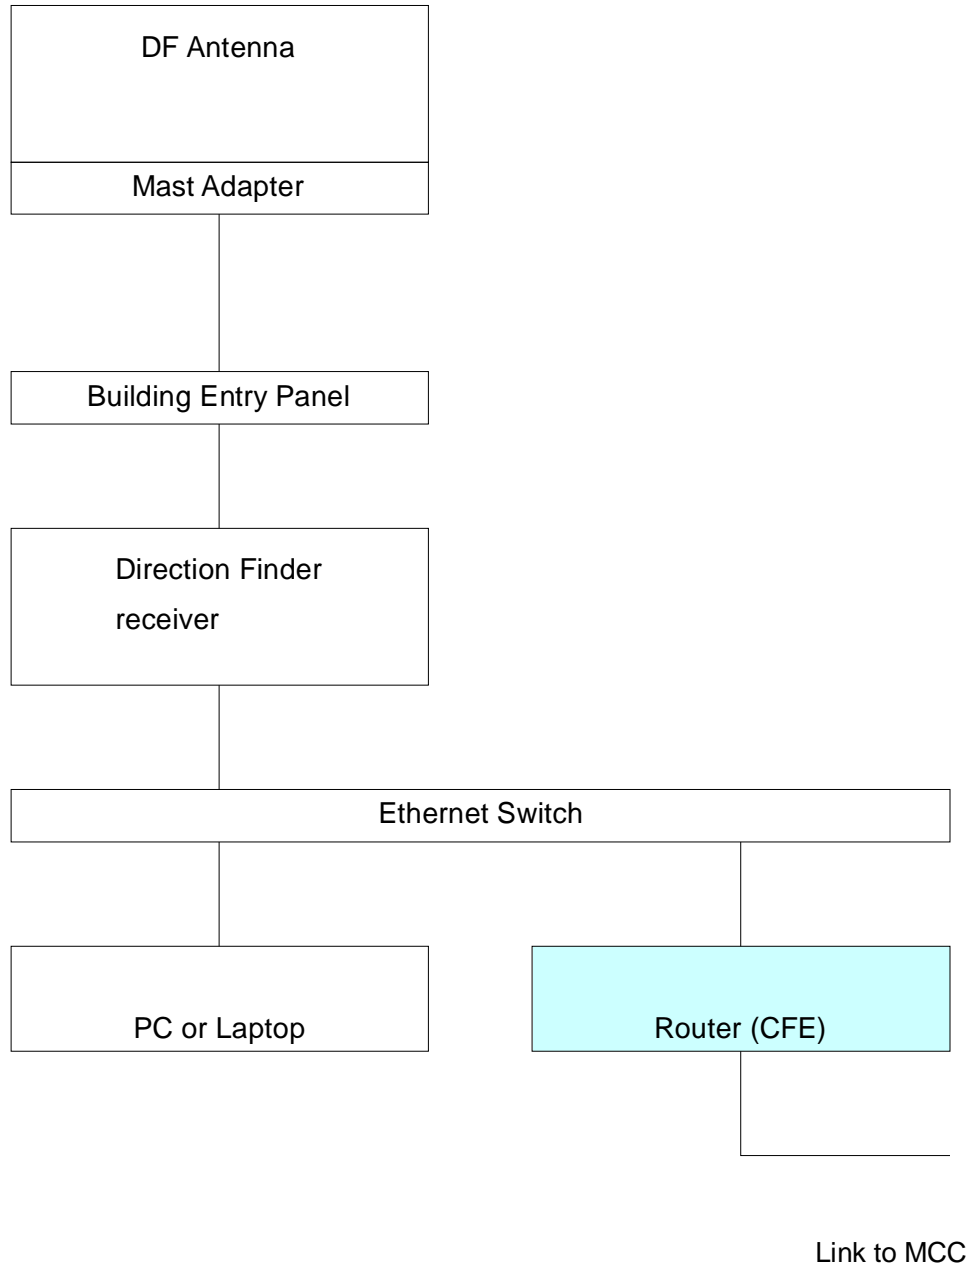 DF Antenna
Mast Adapter
Building Entry Panel
Direction Finder
receiver
Ethernet Switch
PC or Laptop
Router (CFE)
Link to MCC